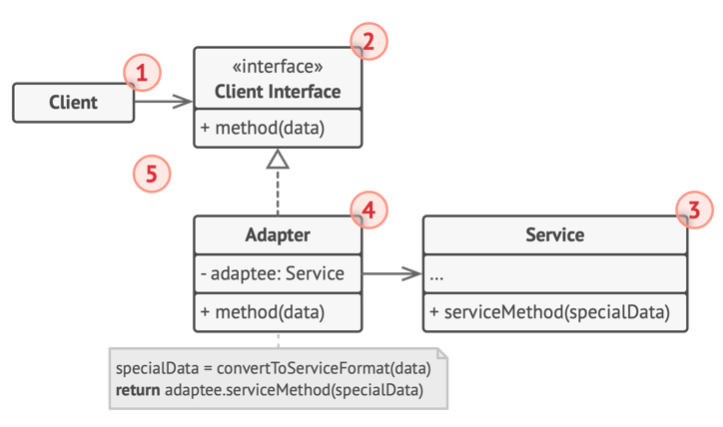 1
2
«interface»
Client Interface
Client
+ method(data)
5
4
3
Adapter
Service
- adaptee: Service
...
+ method(data)
+ serviceMethod(specialData)
specialData = convertToServiceFormat(data)
return adaptee.serviceMethod(specialData)